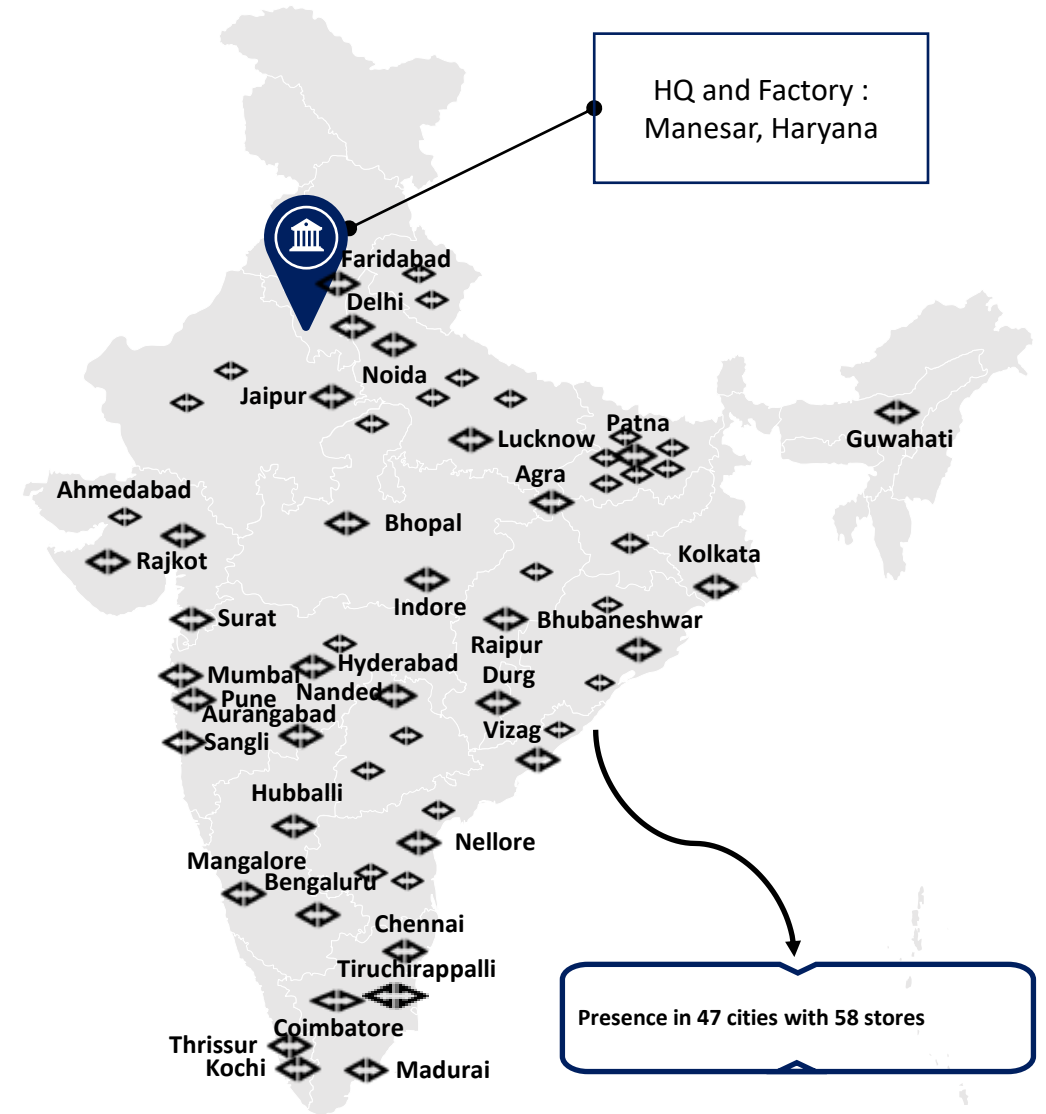 HQ and Factory :
Manesar, Haryana
Faridabad
Delhi
Noida
Jaipur
Lucknow
Patna
Guwahati
Agra
Ahmedabad
Bhopal
Rajkot
Kolkata
Indore
Surat
Bhubaneshwar
Raipur
Hyderabad
Mumbai
Durg
Nanded
Pune
Aurangabad
Vizag
Sangli
Hubballi
Nellore
Mangalore
Bengaluru
Chennai
Tiruchirappalli
Presence in 47 cities with 58 stores
Coimbatore
Thrissur
Kochi
Madurai